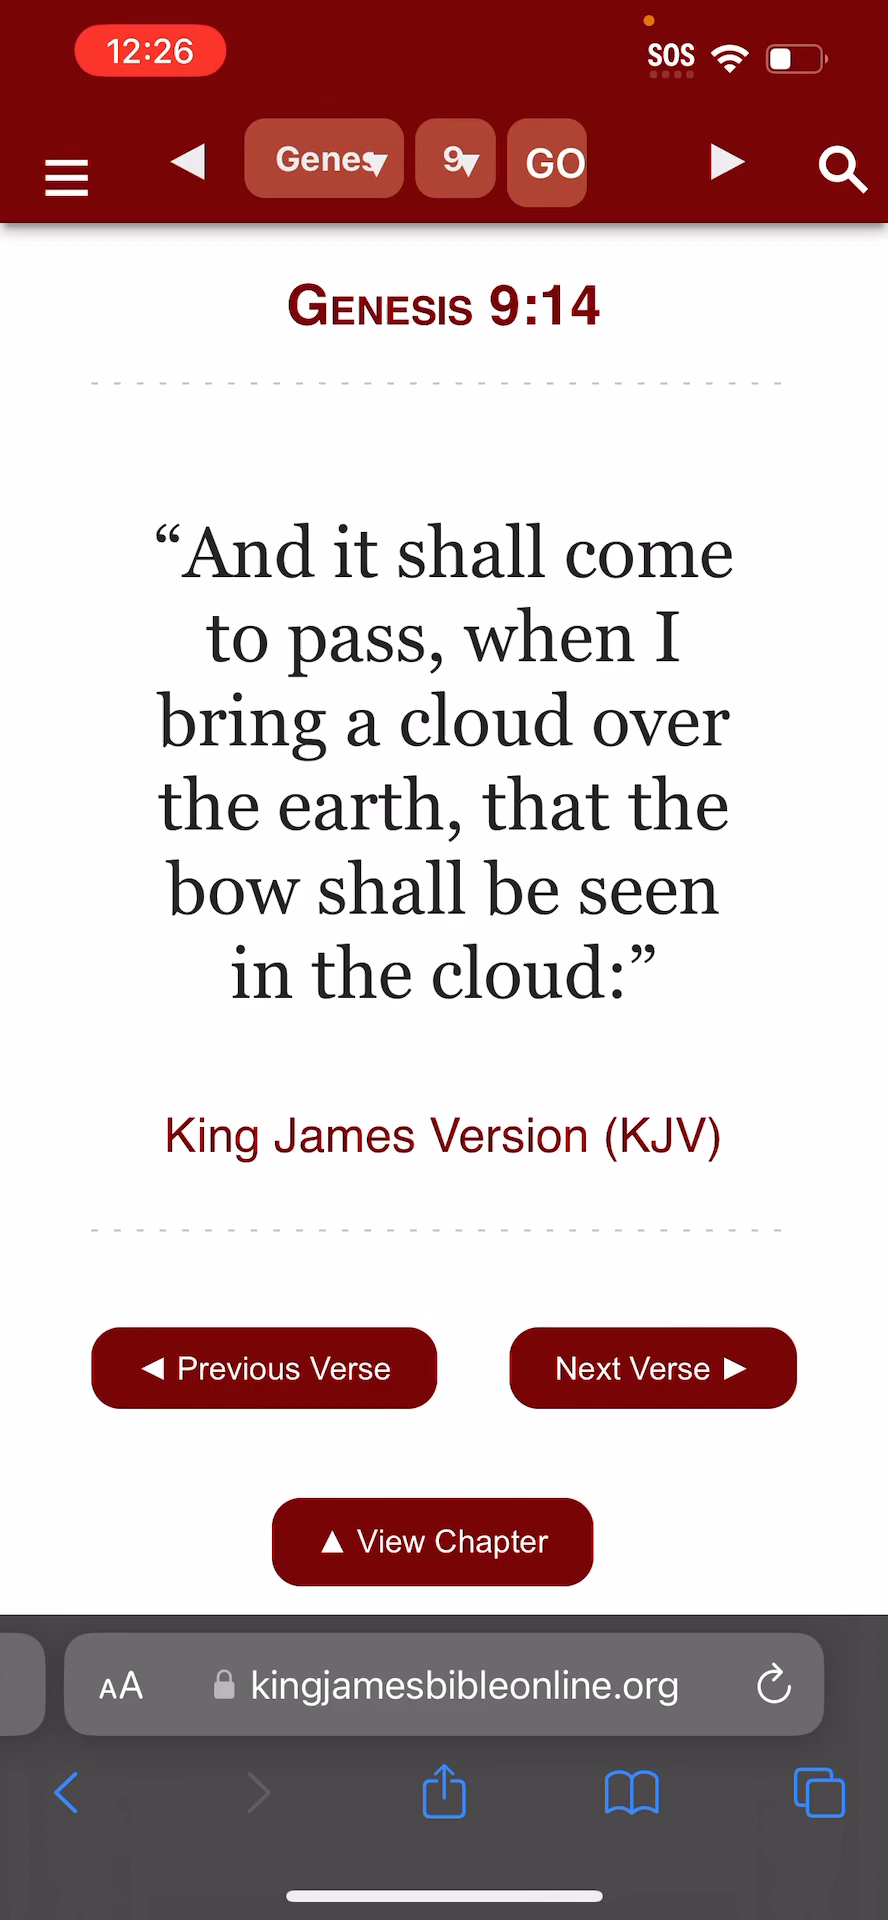 12:26
SOS
Genes
9
GO
GENESIS 9:14
“And it shall come
to pass, when I
bring a cloud over
the earth, that the
bow shall be seen
in the cloud:”
King James Version (KJV)
◄ Previous Verse
Next Verse ►
▲ View Chapter
AA
kingjamesbibleonline.org